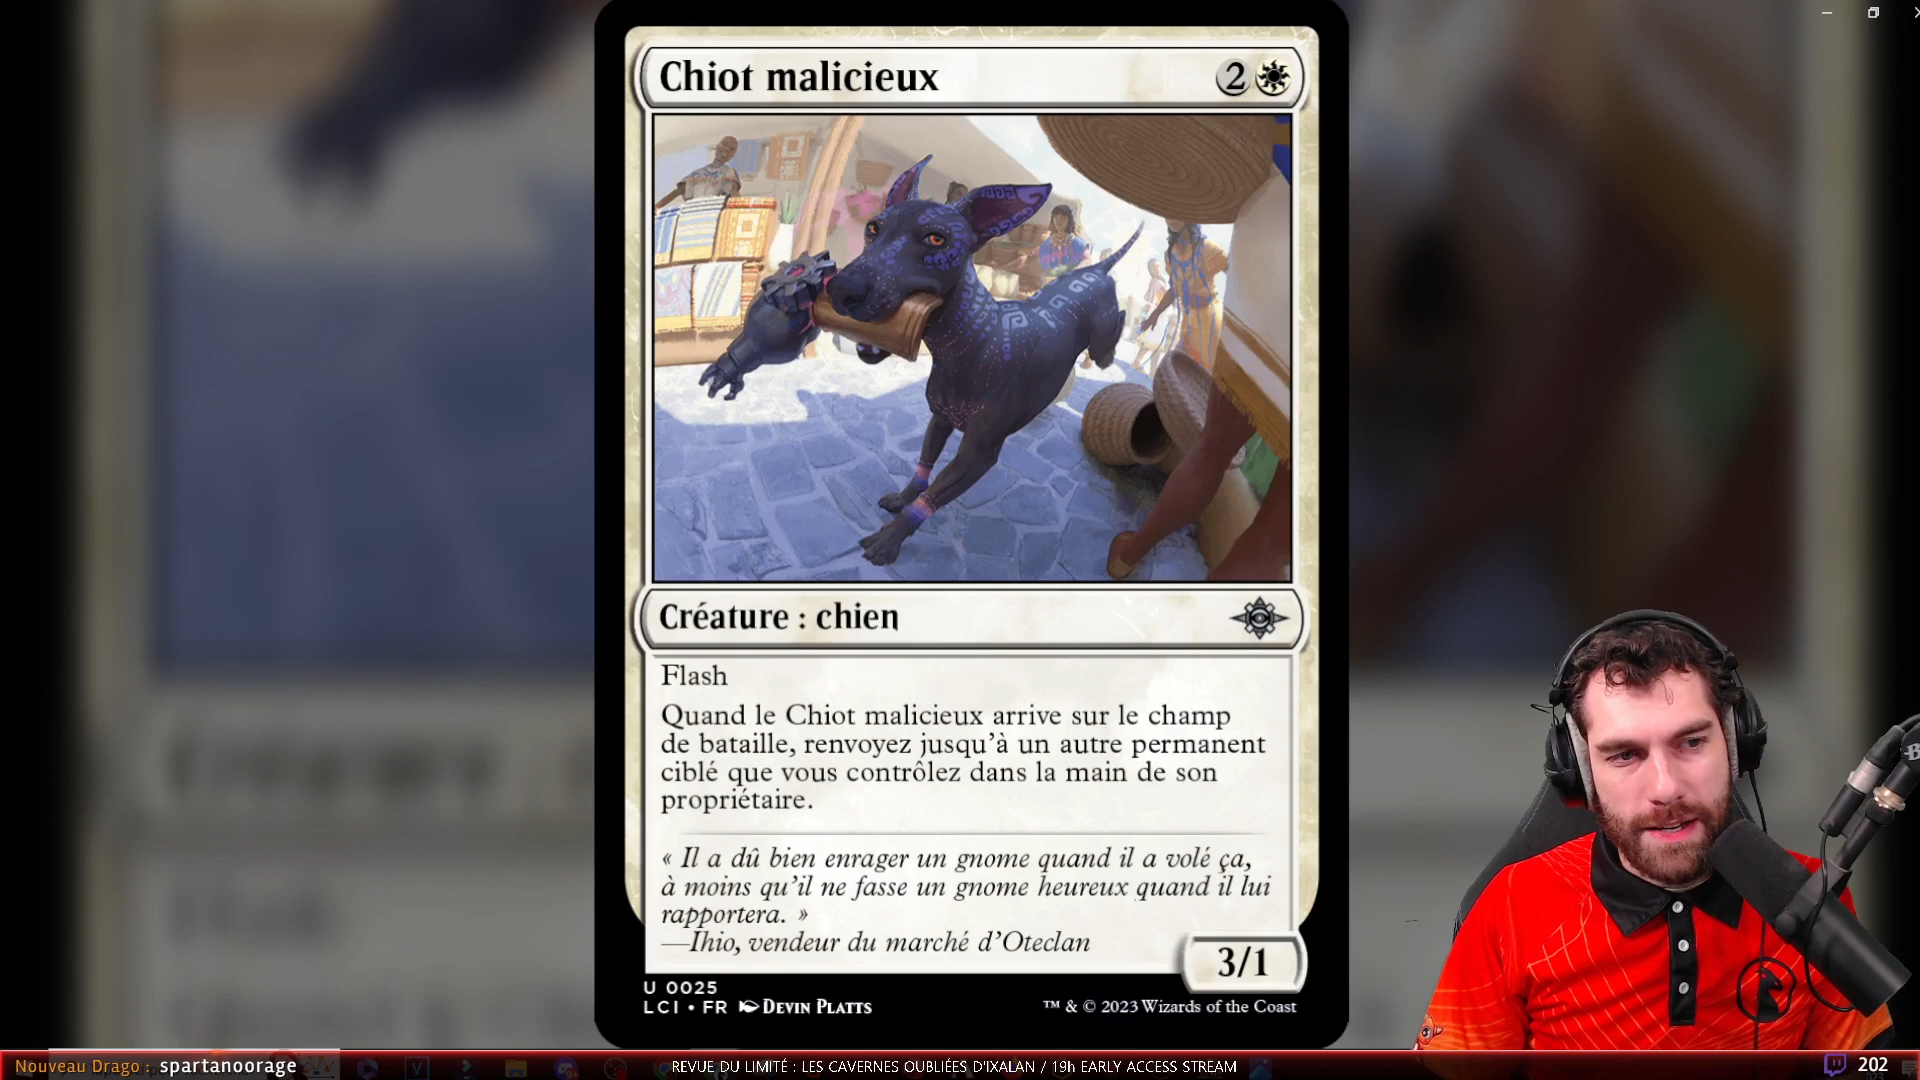 Chiot malicieux
2
Créature : chien
Flash
Quand le Chiot malicieux arrive sur le champ
de bataille, renvoyez jusqu'à un autre permanent
ciblé que vous contrôlez dans la main de son
propriétaire.
« Il a dû bien enrager un gnome quand il a volé ça,
à moins qu'il ne fasse un gnome heureux quand il lui
rapportera. »
—Ihio, vendeur du marché d'Oteclan
3/1
U 0025
LCI • FR DEVIN PLATTS
™ & © 2023 Wizards of the Coast
Nouveau Drago : spartanoorage
REVUE DU LIMITÉ : LES CAVERNES OUBLIÉES D'IXALAN / 19h EARLY ACCESS STREAM
202